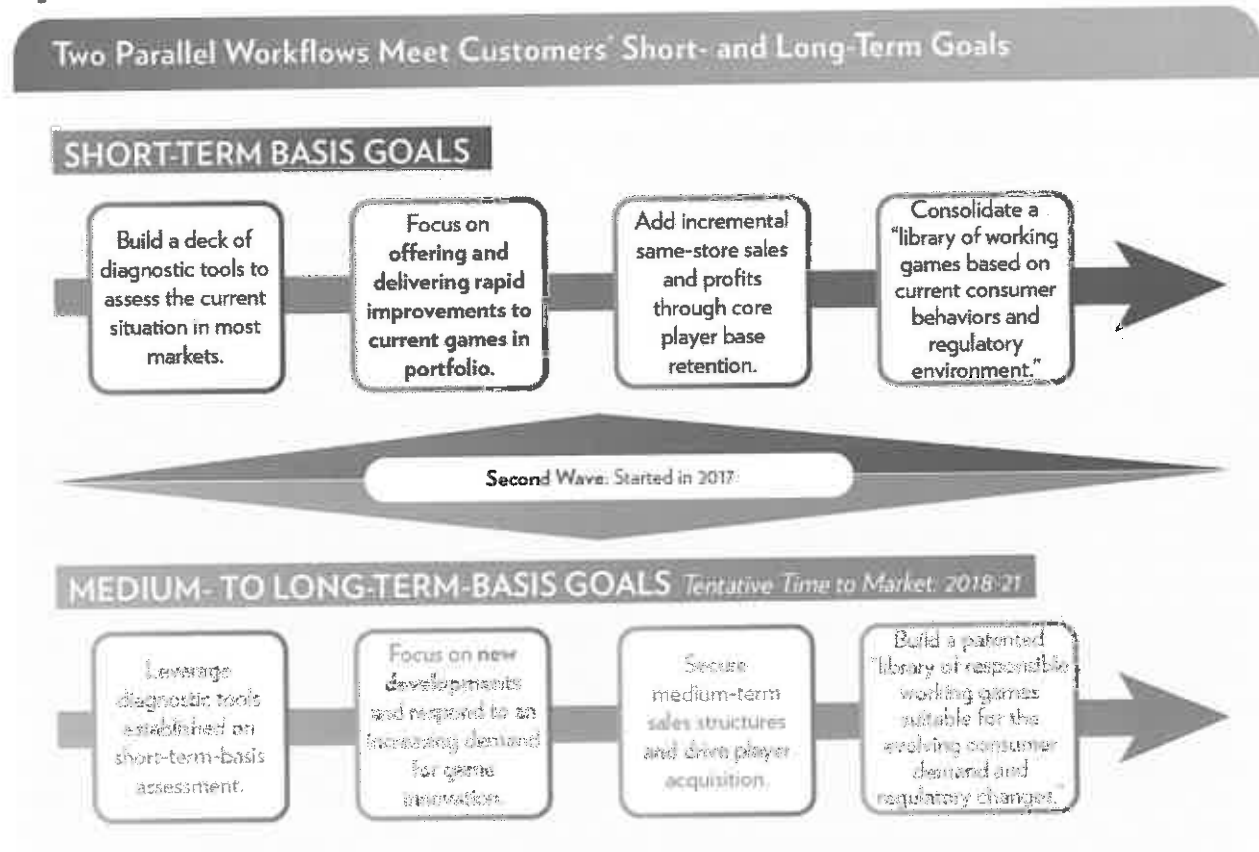 Two Parallel Workflows Meet Customers' Short- and Long-Term Goals
SHORT-TERM BASIS GOALS
Build a deck of
diagnostic tools to
assess the current
situation in most
markets.
Focus on
offering and
delivering rapid
improvements to
current games in
portfolio.
Add incremental
same-store sales
and profits
through core
player base
retention.
Consolidate a
"library of working
games based on
current consumer
behaviors and
regulatory
environment."
Second Wave: Started in 2017
MEDIUM- TO LONG-TERM-BASIS GOALS Tentative Time to Market: 2018-21
Leverage
diagnostic tools
established on
short-term-basis
assessment.
Focus on new
developments
and respond to an
increasing demand
for game
innovation.
Secure
medium-term
sales structures
and drive player
acquisition.
Build a patented
"library of responsible
working games
suitable for the
evolving consumer
demand and
regulatory changes."